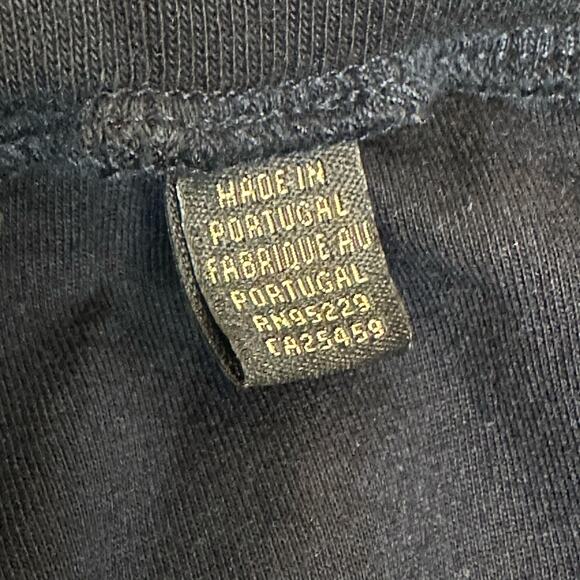 MADE IN
PORTUGAL
FABRIQUE AU
PORTUGAL
RN95229
CA25459